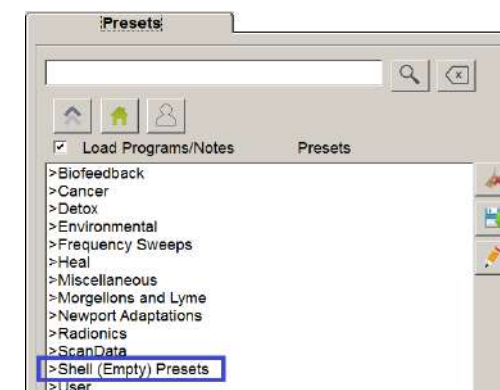 Presets
Load Programs/Notes Presets
>Biofeedback
>Cancer
>Detox
>Environmental
>Frequency Sweeps
>Heal
>Miscellaneous
>Morgellons and Lyme
>Newport Adaptations
>Radionics
>ScanData
>Shell (Empty) Presets
>User